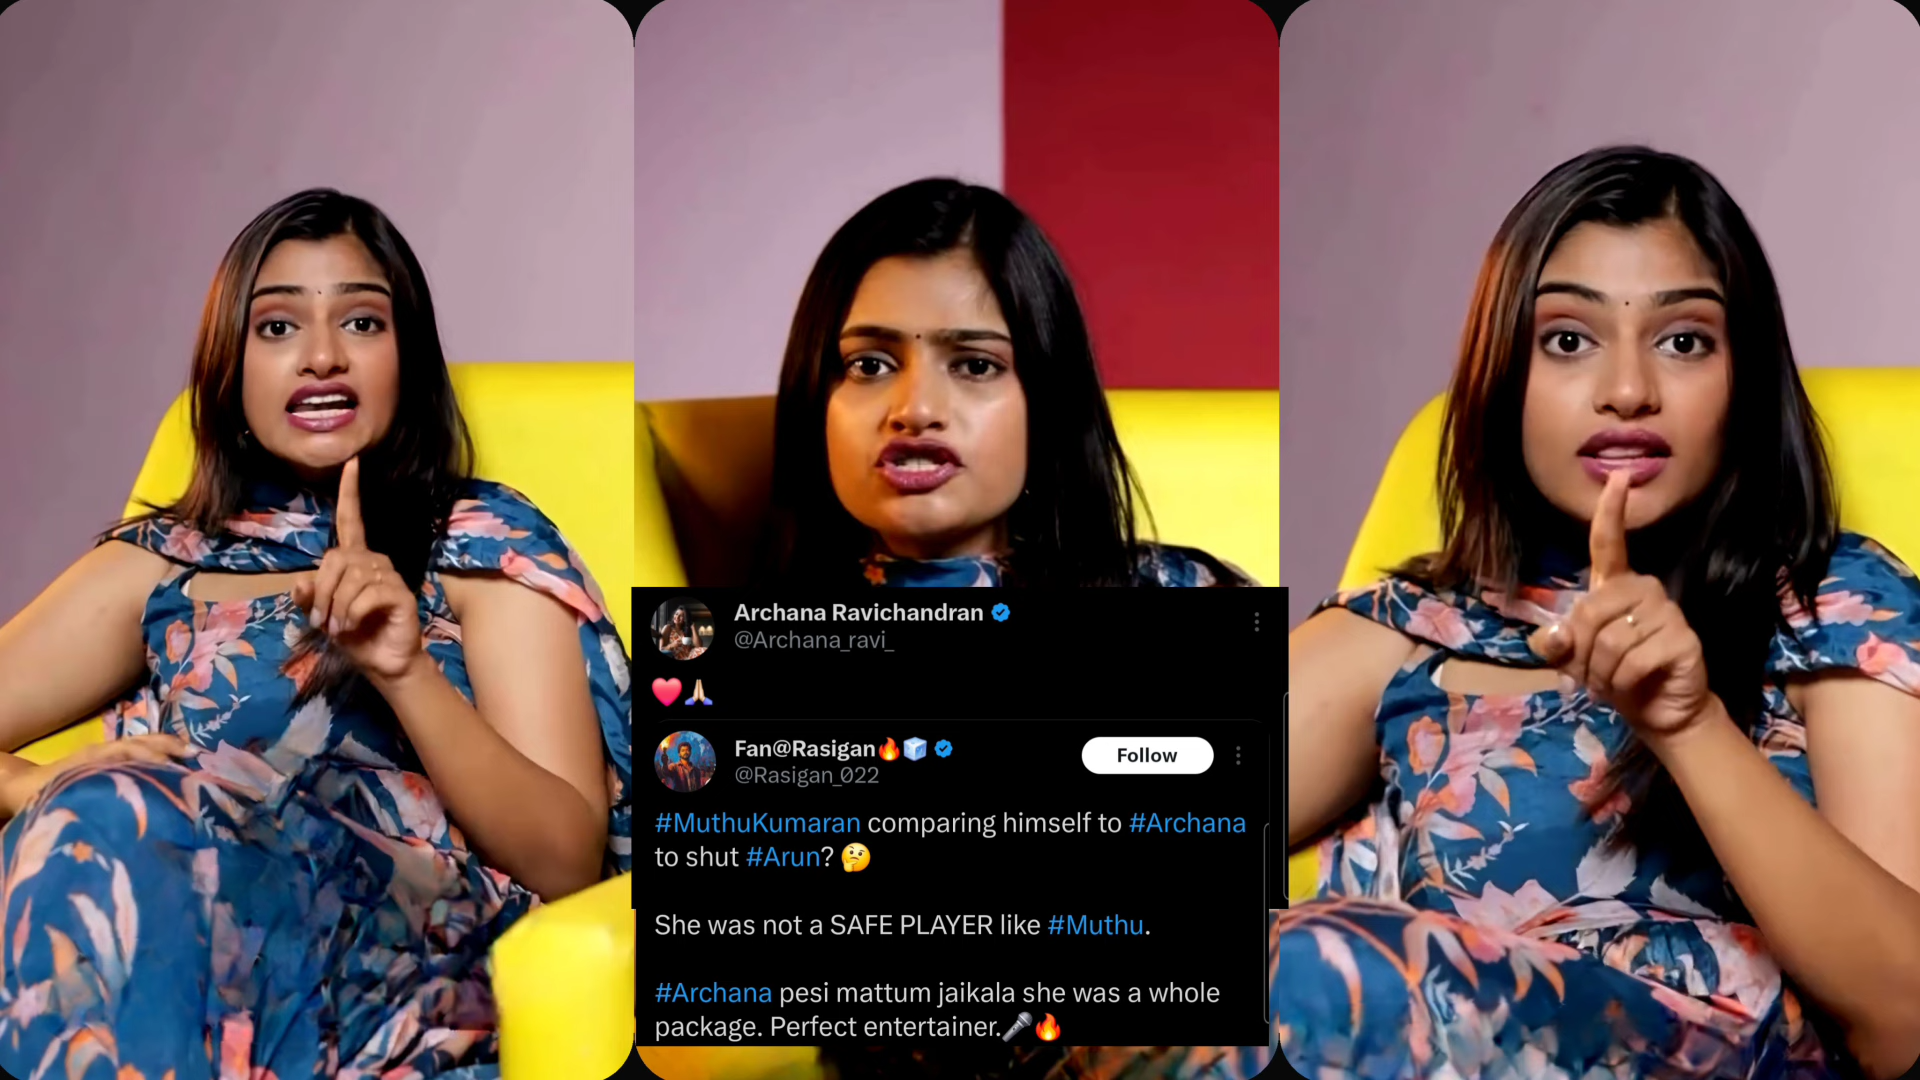 Archana Ravichandran
@Archana_ravi_
❤️🙏🏻
Fan@Rasigan🔥🧊
@Rasigan_022
Follow
#MuthuKumaran comparing himself to #Archana
to shut #Arun? 🤔
She was not a SAFE PLAYER like #Muthu.
#Archana pesi mattum jaikala she was a whole
package. Perfect entertainer.🎤🔥